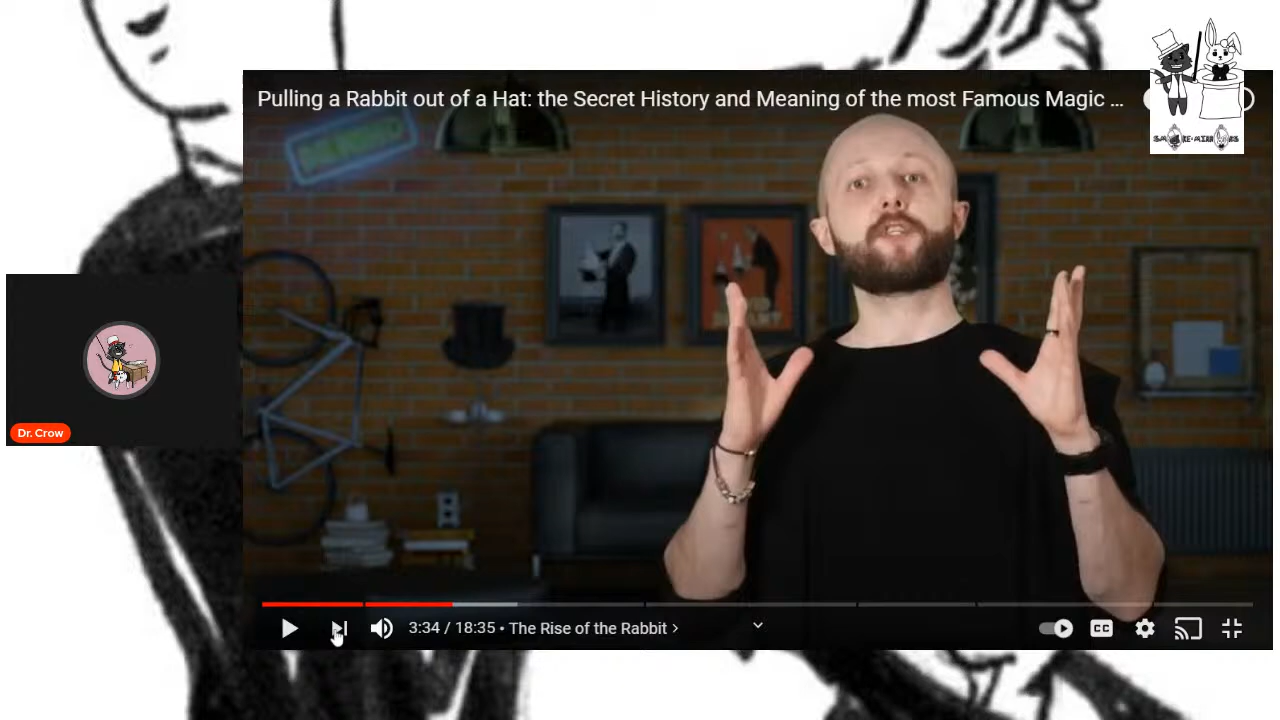 Pulling a Rabbit out of a Hat: the Secret History and Meaning of the most Famous Magic ...
Dr. Crow
3:34 / 18:35 • The Rise of the Rabbit ›
CC